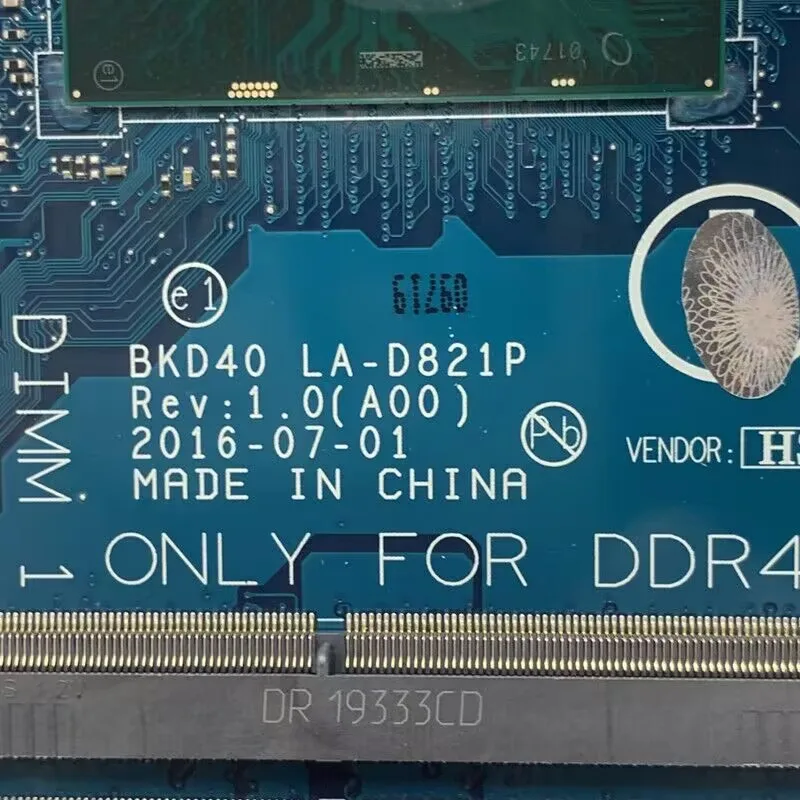 01743
e1
e1
BKD40 LA-D821P
Rev:1.0(A00)
2016-07-01
MADE IN CHINA
Pb
VENDOR:
DIMM 1
ONLY FOR DDR4
DR 19333CD